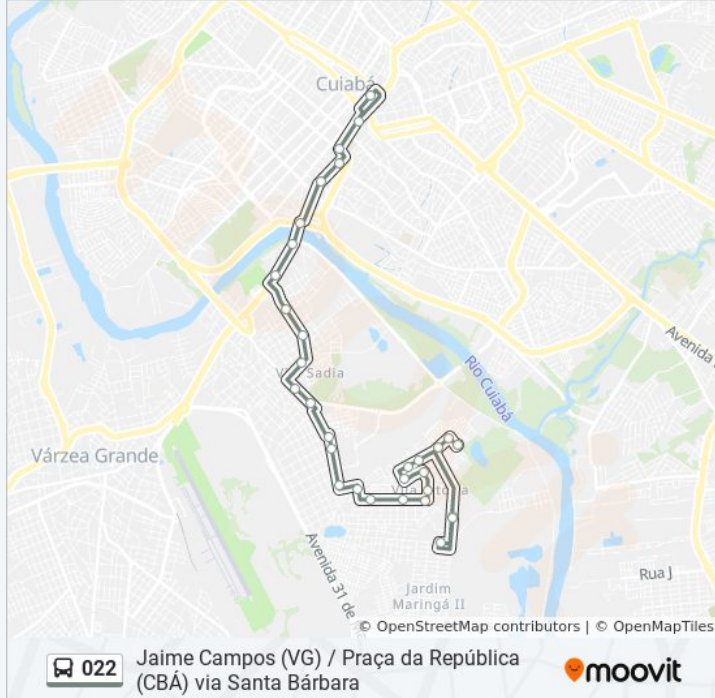 Cuiabá
Avenida
Rio Cuiabá
Sadia
Várzea Grande
Avenida 31 de
Rua J
Jardim
Maringá II
© OpenStreetMap contributors | © OpenMapTiles
022
Jaime Campos (VG) / Praça da República
(CBÁ) via Santa Bárbara
moovit